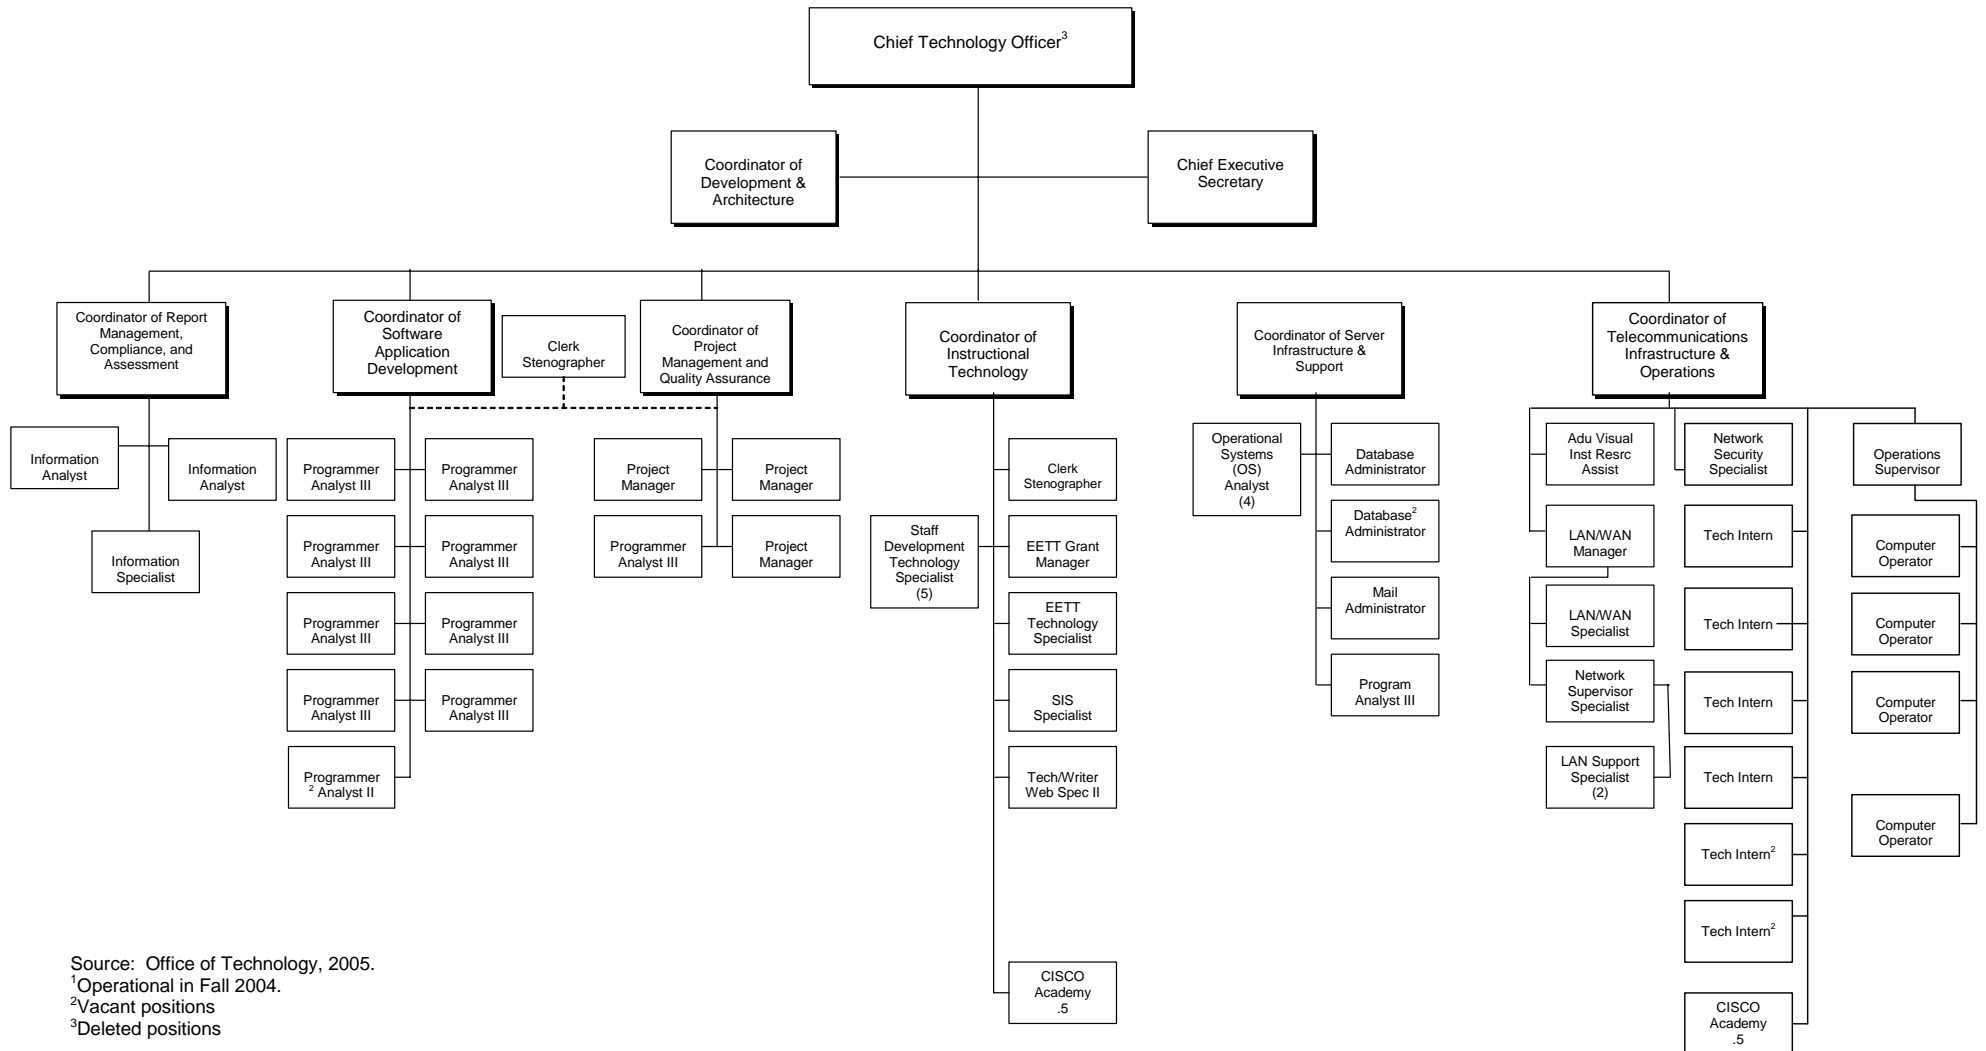 Chief Technology Officer3
Coordinator of
Development &
Architecture
Chief Executive
Secretary
Coordinator of Report
Management,
Compliance, and
Assessment
Coordinator of
Software
Application
Development
Clerk
Stenographer
Coordinator of
Project
Management and
Quality Assurance
Coordinator of
Instructional
Technology
Coordinator of Server
Infrastructure &
Support
Coordinator of
Telecommunications
Infrastructure &
Operations
Information
Analyst
Information
Analyst
Information
Specialist
Programmer
Analyst III
Programmer
Analyst III
Programmer
Analyst III
Programmer
Analyst III
Programmer
Analyst III
Programmer
Analyst III
Programmer
Analyst III
Programmer
Analyst III
Programmer
2 Analyst II
Project
Manager
Project
Manager
Programmer
Analyst III
Project
Manager
Clerk
Stenographer
Staff
Development
Technology
Specialist
(5)
EETT Grant
Manager
EETT
Technology
Specialist
SIS
Specialist
Tech/Writer
Web Spec II
CISCO
Academy
.5
Operational
Systems
(OS)
Analyst
(4)
Database
Administrator
Database2
Administrator
Mail
Administrator
Program
Analyst III
Adu Visual
Inst Resrc
Assist
LAN/WAN
Manager
LAN/WAN
Specialist
Network
Supervisor
Specialist
LAN Support
Specialist
(2)
Network
Security
Specialist
Tech Intern
Tech Intern
Tech Intern
Tech Intern
Tech Intern2
Tech Intern2
CISCO
Academy
.5
Operations
Supervisor
Computer
Operator
Computer
Operator
Computer
Operator
Computer
Operator
Source: Office of Technology, 2005.
1Operational in Fall 2004.
2Vacant positions
3Deleted positions